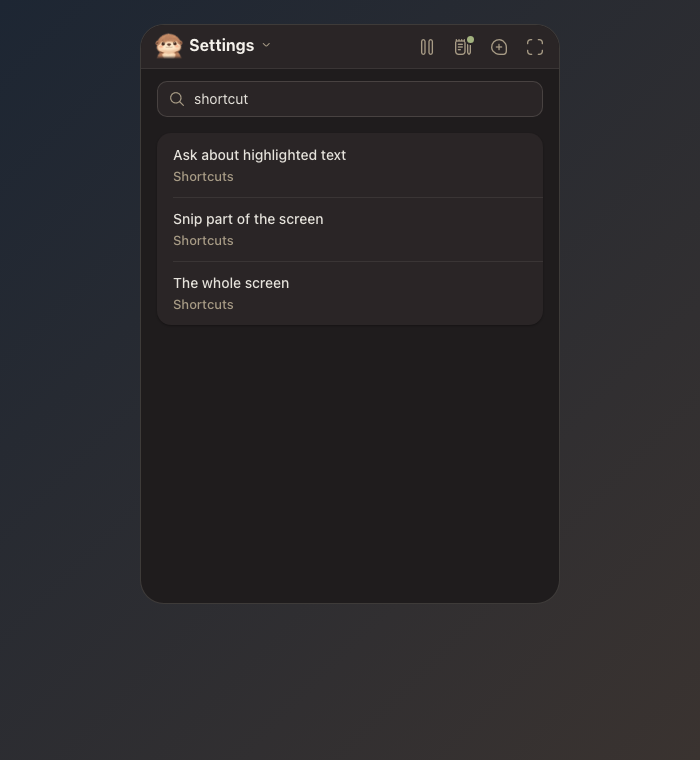 Settings
shortcut
Ask about highlighted text
Shortcuts
Snip part of the screen
Shortcuts
The whole screen
Shortcuts